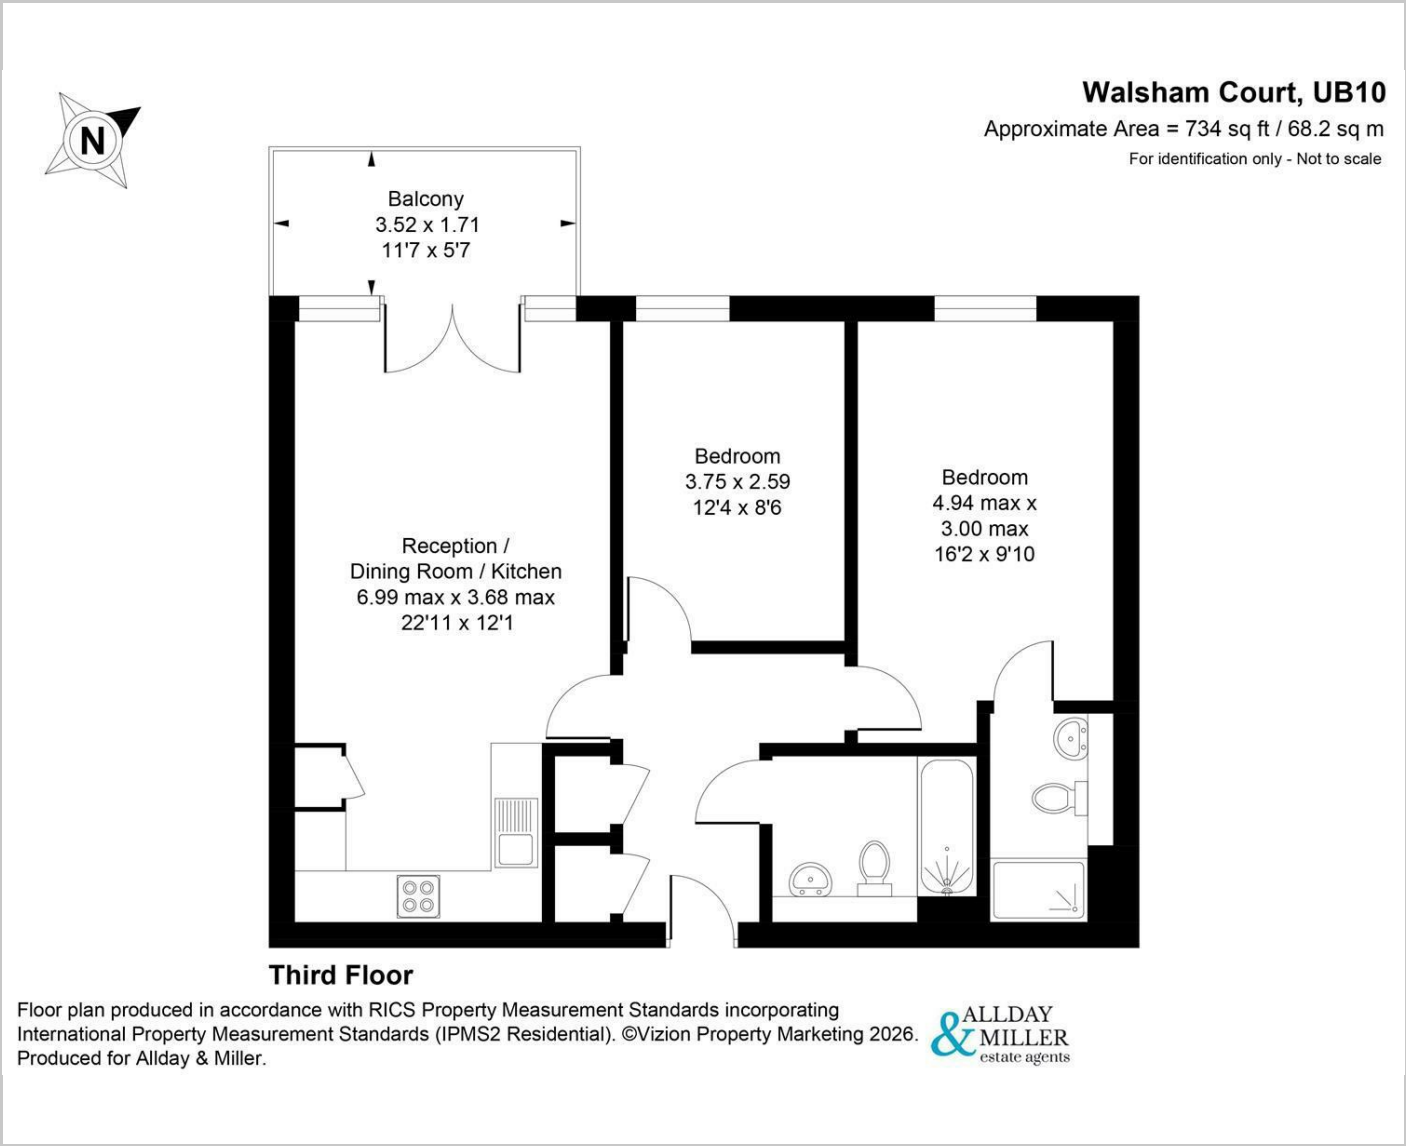 N
Walsham Court, UB10
Approximate Area = 734 sq ft / 68.2 sq m
For identification only - Not to scale
Balcony
3.52 x 1.71
11'7 x 5'7
Bedroom
3.75 x 2.59
12'4 x 8'6
Bedroom
4.94 max x
3.00 max
16'2 x 9'10
Reception /
Dining Room / Kitchen
6.99 max x 3.68 max
22'11 x 12'1
Third Floor
Floor plan produced in accordance with RICS Property Measurement Standards incorporating
International Property Measurement Standards (IPMS2 Residential). ©Vizion Property Marketing 2026.
Produced for Allday & Miller.
ALLDAY
& MILLER
estate agents